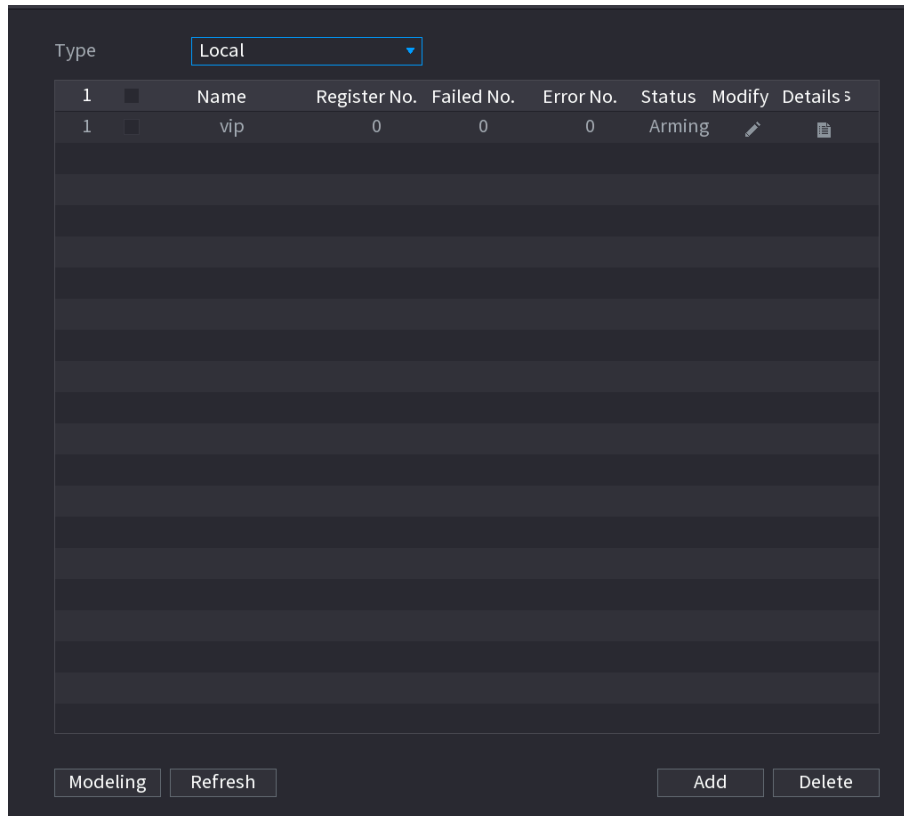 Type Local
1 Name Register No. Failed No. Error No. Status Modify Details s
1 vip 0 0 0 Arming
Modeling Refresh Add Delete